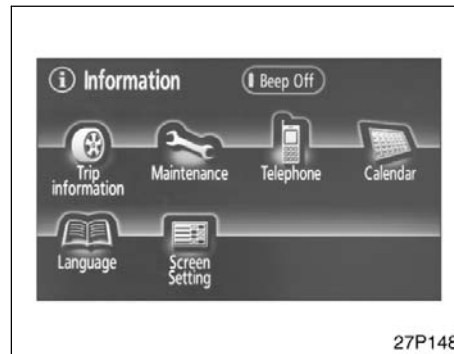 i Information
Beep Off
Trip
information
Maintenance
Telephone
Calendar
Language
Screen
Setting
27P148